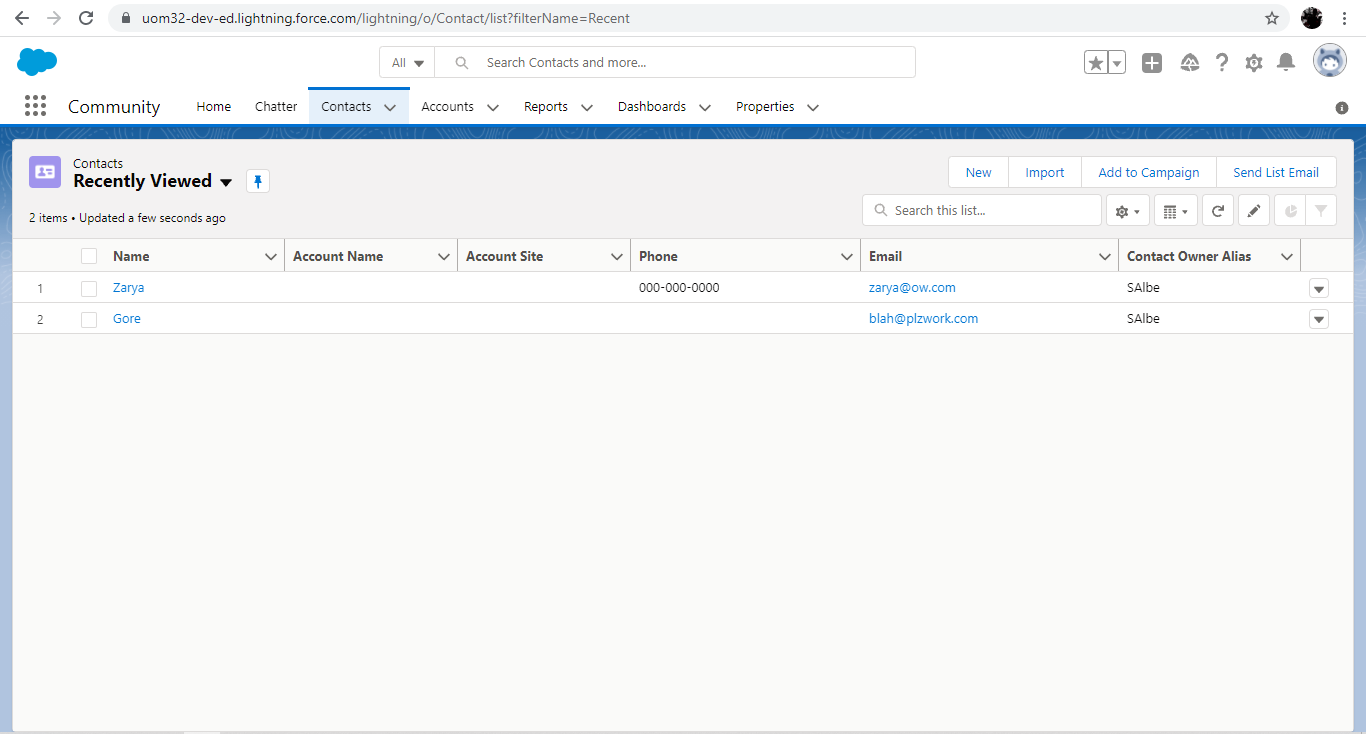 uom32-dev-ed.lightning.force.com/lightning/o/Contact/list?filterName=Recent
All Search Contacts and more...
Community Home Chatter Contacts Accounts Reports Dashboards Properties
Contacts
Recently Viewed
New Import Add to Campaign Send List Email
2 items • Updated a few seconds ago
Search this list...
Name Account Name Account Site Phone Email Contact Owner Alias
1 Zarya 000-000-0000 zarya@ow.com SAlbe
2 Gore blah@plzwork.com SAlbe